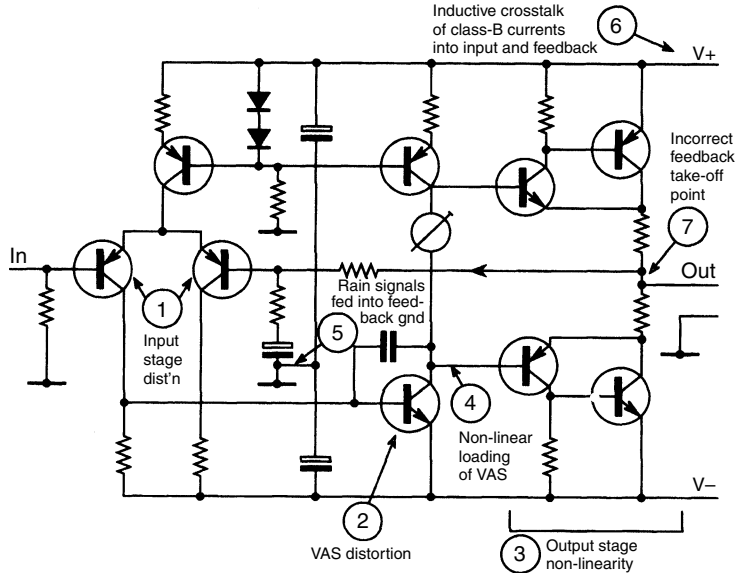 Inductive crosstalk
of class-B currents
into input and feedback
6
V+
Incorrect
feedback
take-off
point
7
In
Out
1
Input
stage
dist'n
Rain signals
fed into feed-
back gnd
5
4
Non-linear
loading
of VAS
2
VAS distortion
V–
3
Output stage
non-linearity